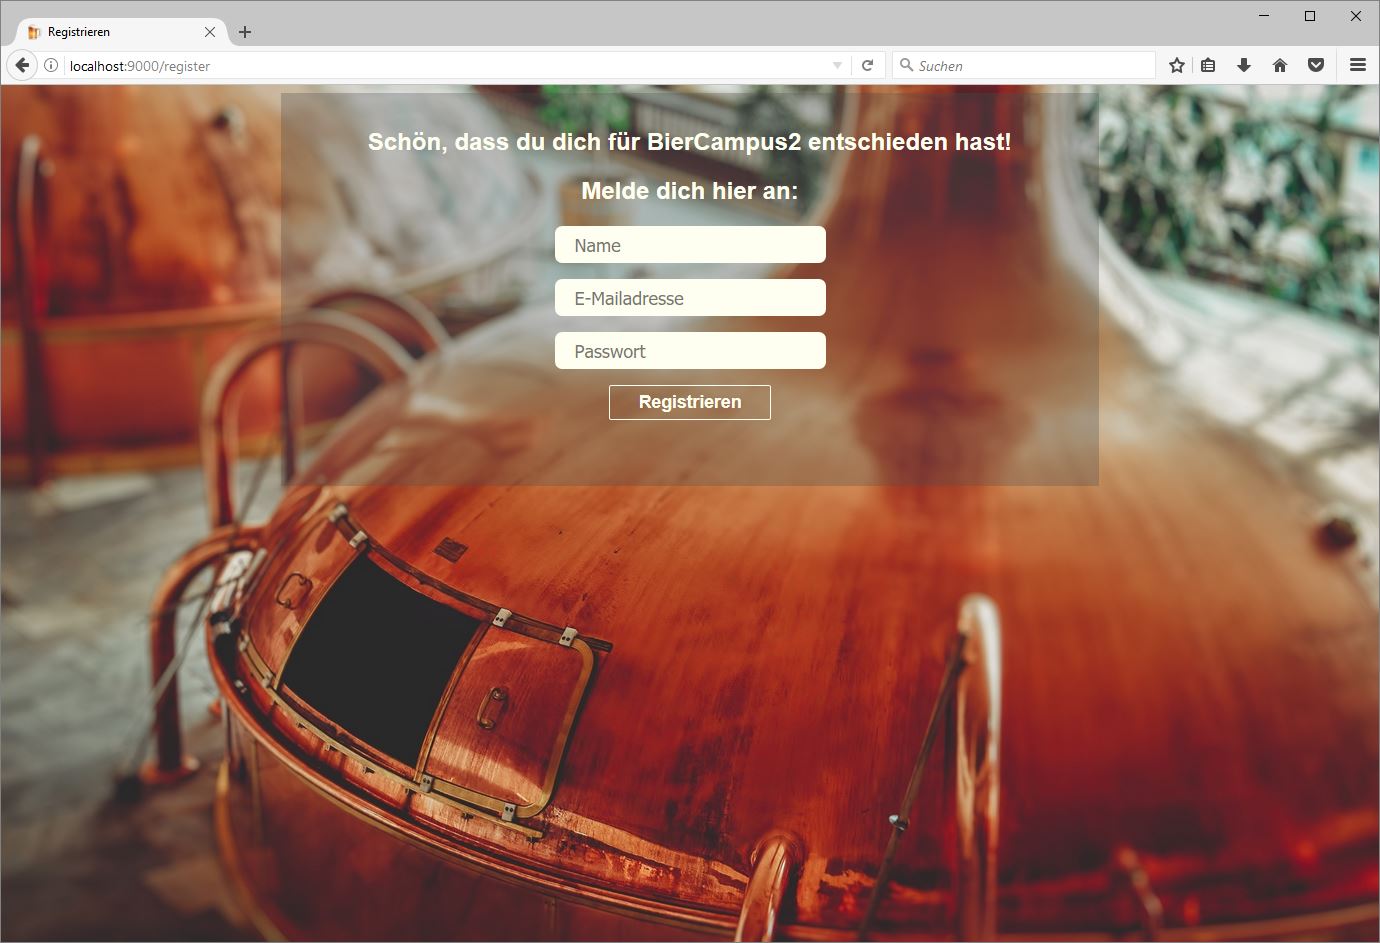 Registrieren
localhost:9000/register
Suchen
Schön, dass du dich für BierCampus2 entschieden hast!
Melde dich hier an:
Name
E-Mailadresse
Passwort
Registrieren